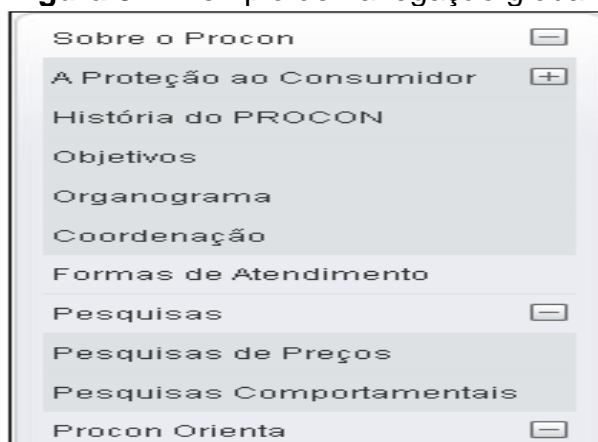 Sobre o Procon
A Proteção ao Consumidor
História do PROCON
Objetivos
Organograma
Coordenação
Formas de Atendimento
Pesquisas
Pesquisas de Preços
Pesquisas Comportamentais
Procon Orienta